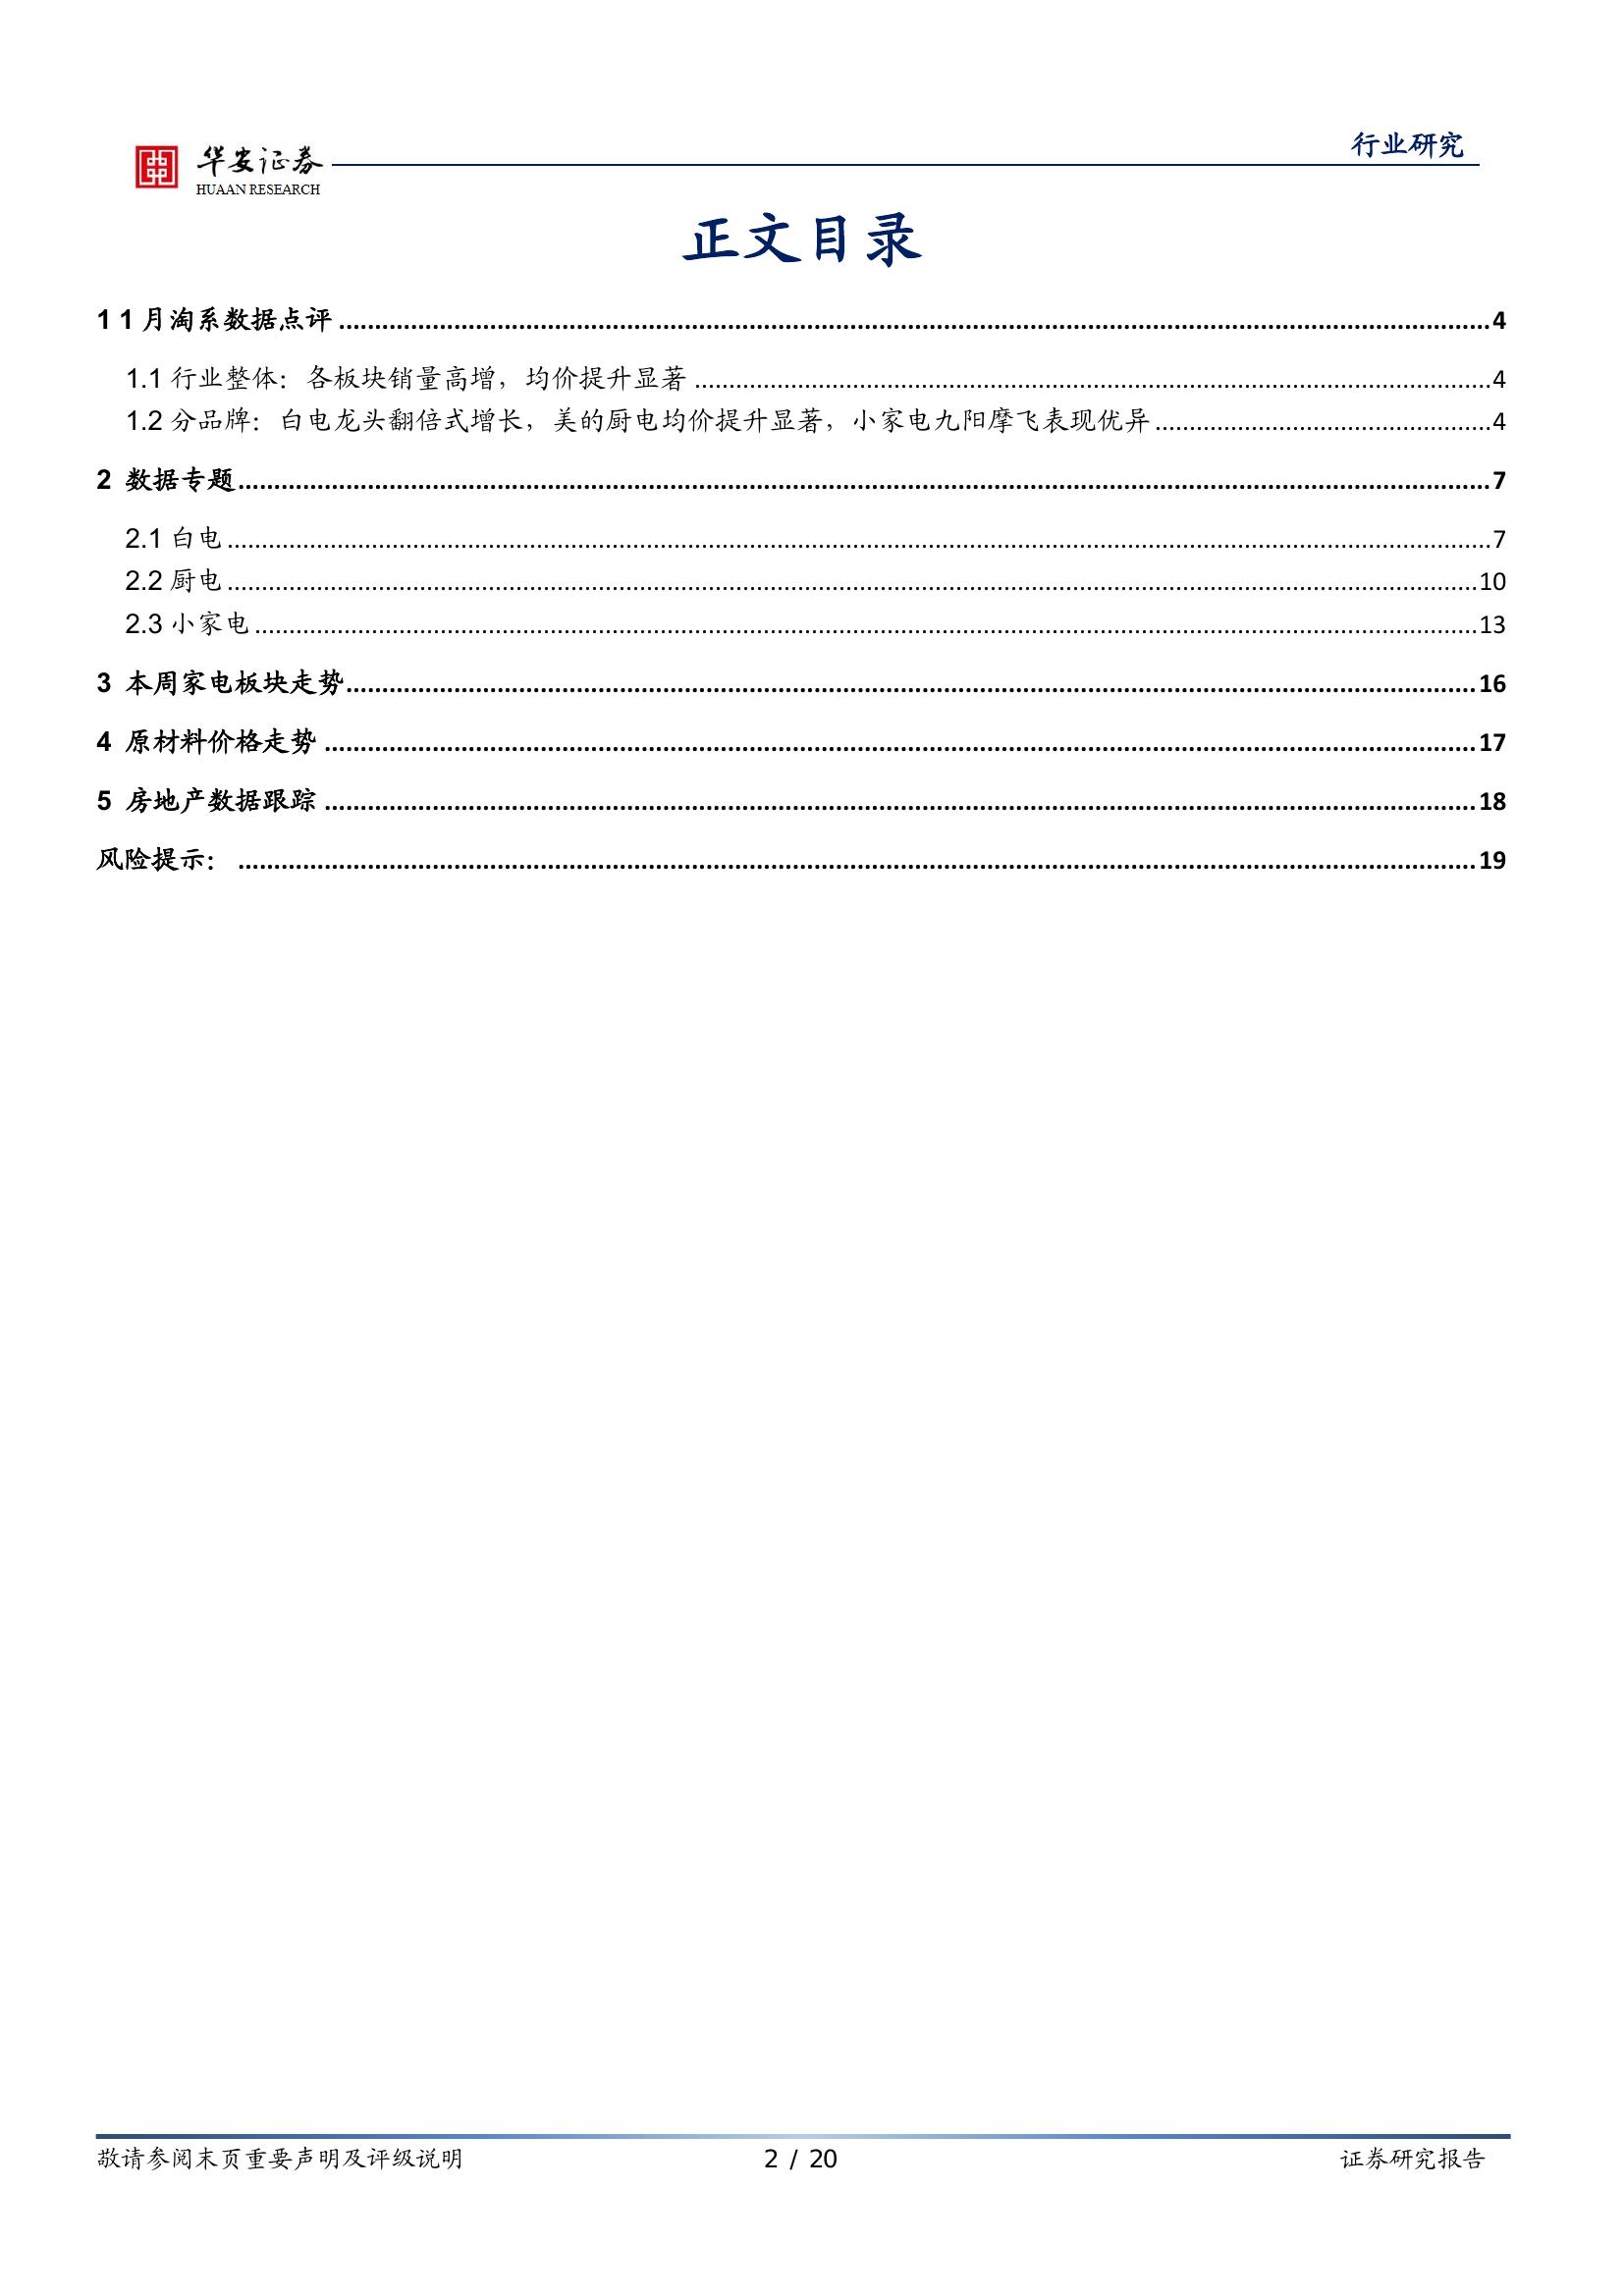 行业研究
华安证券
HUAAN RESEARCH
正文目录
1 1月淘系数据点评 ........ 4
1.1 行业整体：各板块销量高增，均价提升显著 ........ 4
1.2 分品牌：白电龙头翻倍式增长，美的厨电均价提升显著，小家电九阳摩飞表现优异 ........ 4
2 数据专题 ........ 7
2.1 白电 ........ 7
2.2 厨电 ........ 10
2.3 小家电 ........ 13
3 本周家电板块走势 ........ 16
4 原材料价格走势 ........ 17
5 房地产数据跟踪 ........ 18
风险提示： ........ 19
敬请参阅末页重要声明及评级说明 2 / 20 证券研究报告